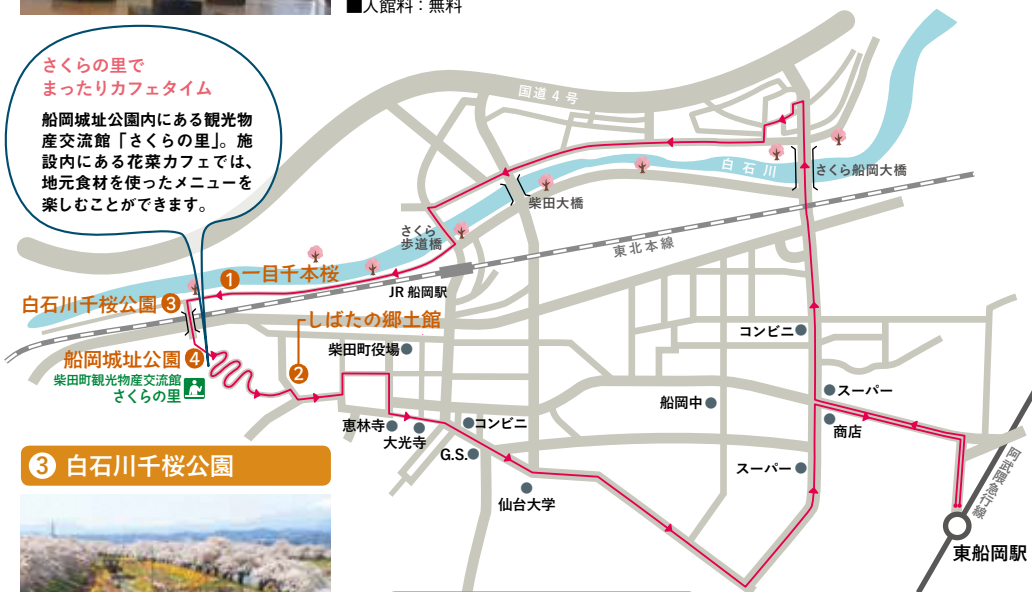 ■入館料：無料
さくらの里で
まったりカフェタイム
船岡城址公園内にある観光物
産交流館「さくらの里」。施
設内にある花菜カフェでは、
地元食材を使ったメニューを
楽しむことができます。
国道4号
白石川
さくら船岡大橋
柴田大橋
さくら
歩道橋
東北本線
JR 船岡駅
1 一目千本桜
白石川千桜公園 3
しばたの郷土館
2
船岡城址公園 4
柴田町観光物産交流館
さくらの里
柴田町役場
コンビニ
スーパー
船岡中
商店
恵林寺
大光寺
コンビニ
G.S.
スーパー
仙台大学
阿武隈急行線
東船岡駅
3 白石川千桜公園